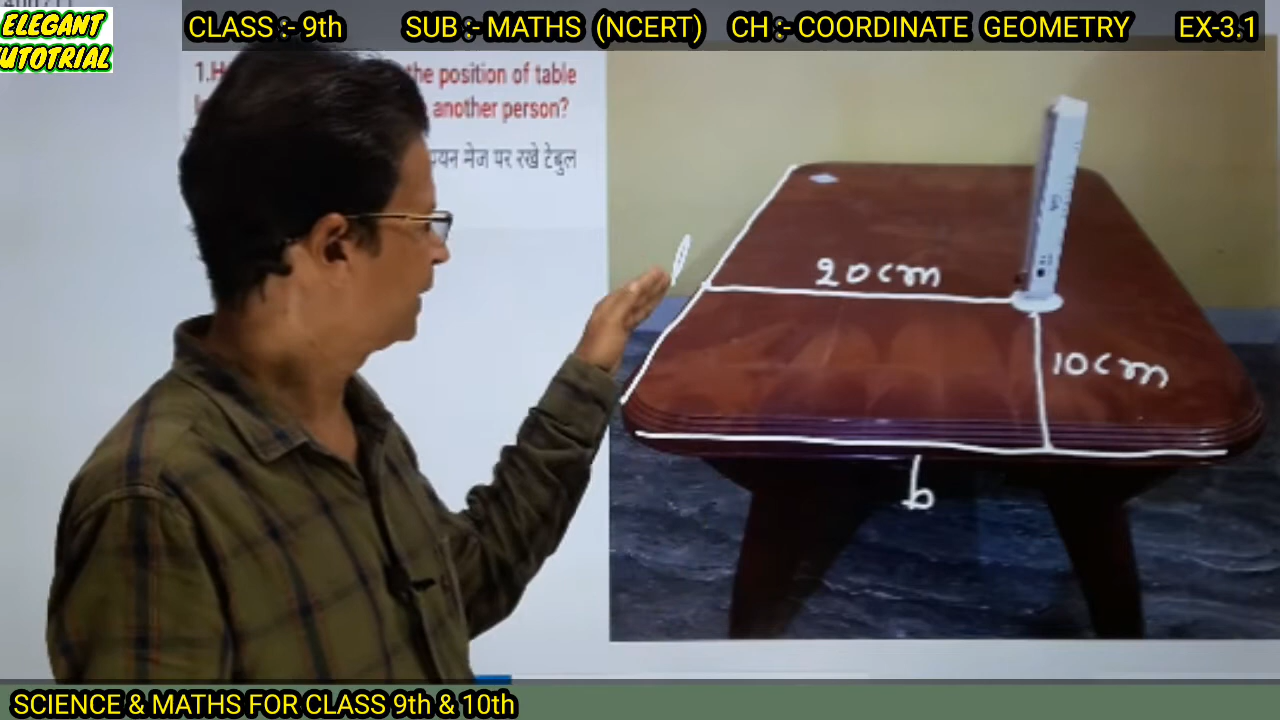 ELEGANT
TUTOTRIAL
CLASS :- 9th SUB :- MATHS (NCERT) CH :- COORDINATE GEOMETRY EX-3.1
the position of table
another person?
मेज पर रखे टेबुल
20cm
10cm
SCIENCE & MATHS FOR CLASS 9th & 10th